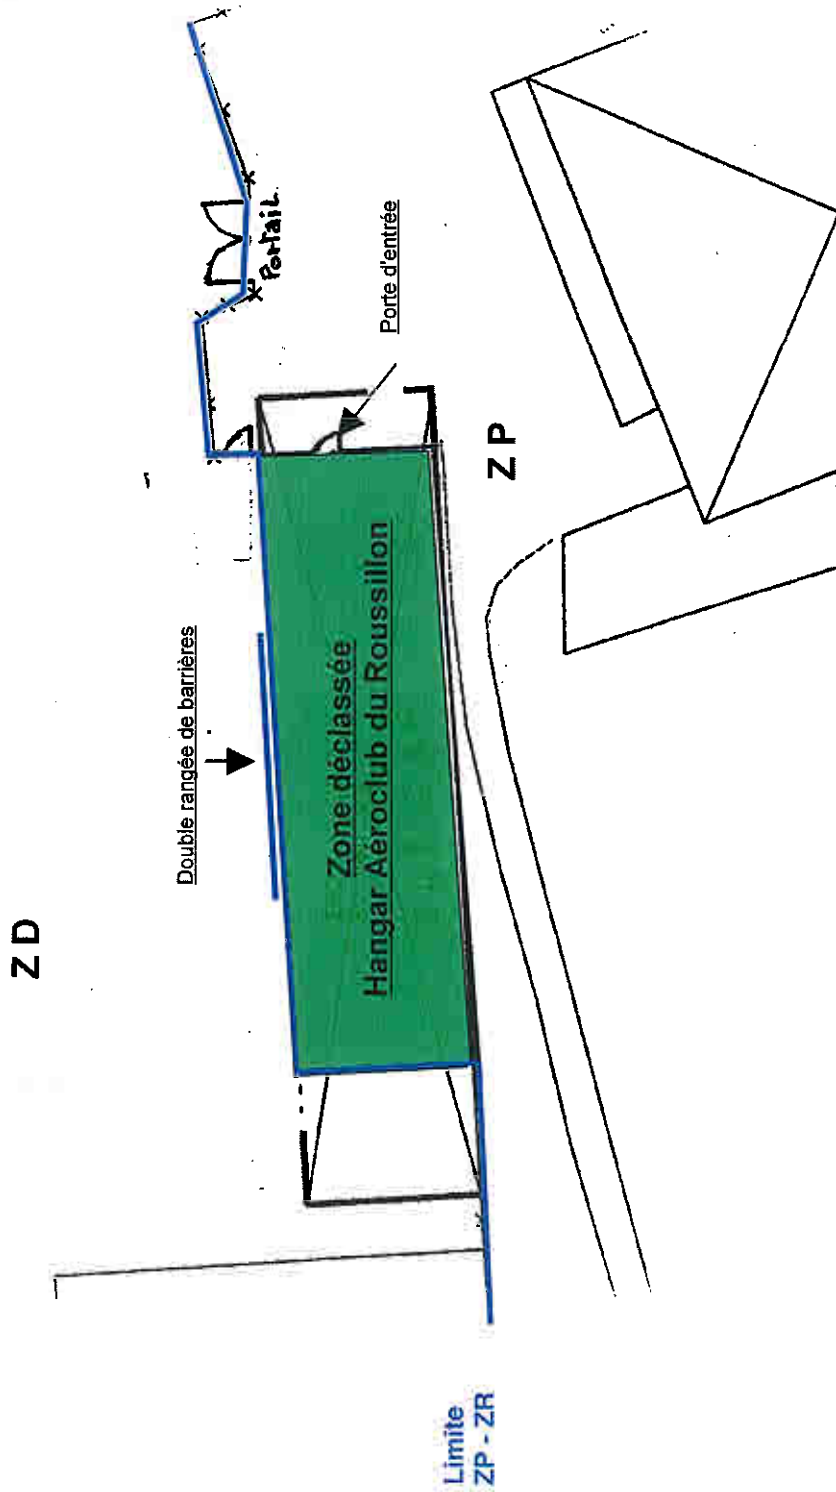 Z D
Double rangée de barrières
Portail
Porte d'entrée
Zone déclassée
Hangar Aéroclub du Roussillon
Z P
Limite
ZP - ZR